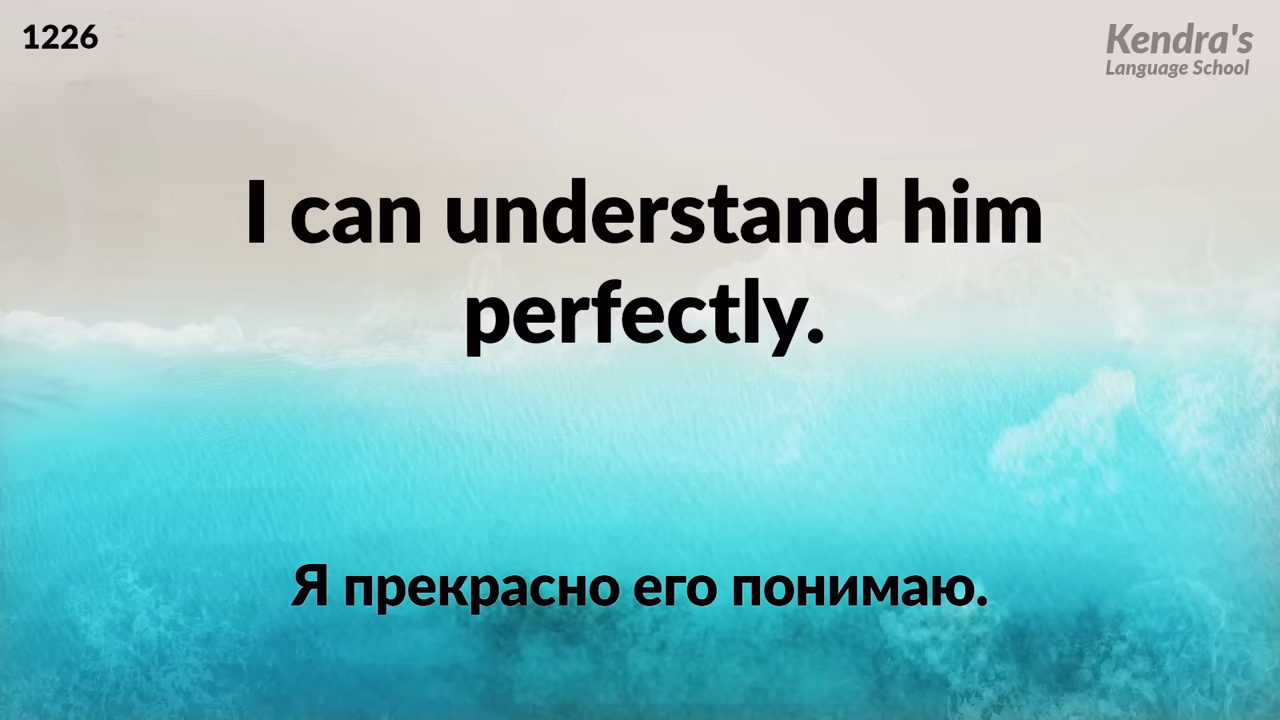 1226
Kendra's
Language School
I can understand him
perfectly.
Я прекрасно его понимаю.